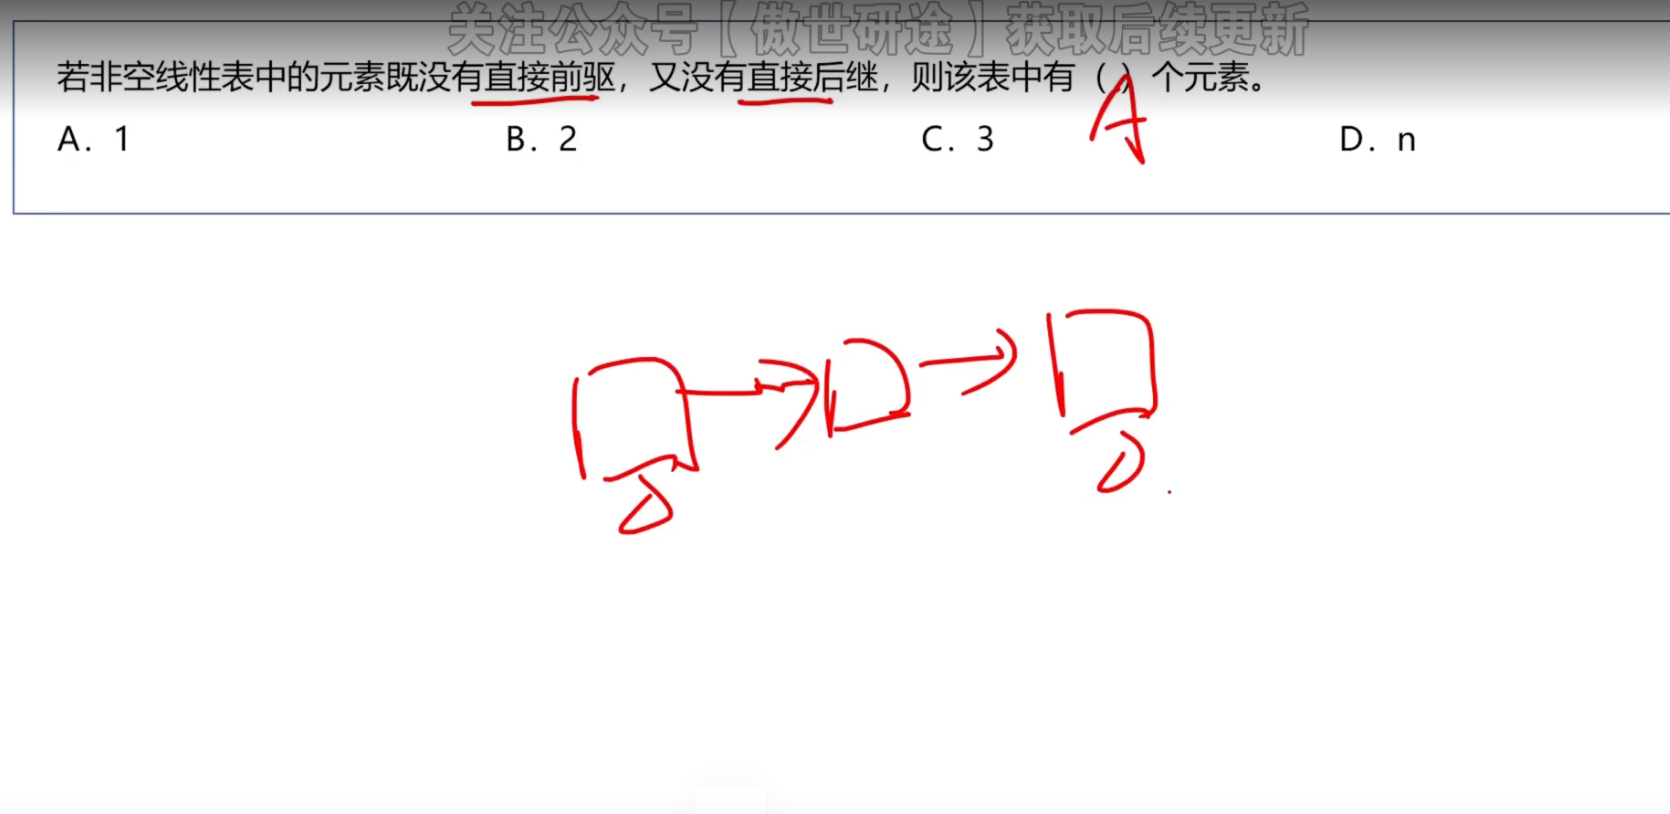 关注公众号【傲世研途】获取后续更新
若非空线性表中的元素既没有直接前驱，又没有直接后继，则该表中有（ ）个元素。
A
A. 1 B. 2 C. 3 D. n